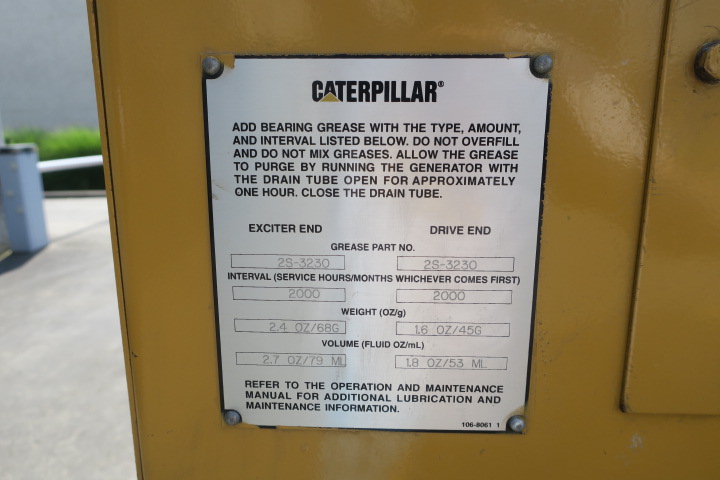 CATERPILLAR®
ADD BEARING GREASE WITH THE TYPE, AMOUNT,
AND INTERVAL LISTED BELOW. DO NOT OVERFILL
AND DO NOT MIX GREASES. ALLOW THE GREASE
TO PURGE BY RUNNING THE GENERATOR WITH
THE DRAIN TUBE OPEN FOR APPROXIMATELY
ONE HOUR. CLOSE THE DRAIN TUBE.
EXCITER END DRIVE END
GREASE PART NO.
2S-3230 2S-3230
INTERVAL (SERVICE HOURS/MONTHS WHICHEVER COMES FIRST)
2000 2000
WEIGHT (OZ/g)
2.4 OZ/68G 1.6 OZ/45G
VOLUME (FLUID OZ/mL)
2.7 OZ/79 ML 1.8 OZ/53 ML
REFER TO THE OPERATION AND MAINTENANCE
MANUAL FOR ADDITIONAL LUBRICATION AND
MAINTENANCE INFORMATION.
106-8061 1